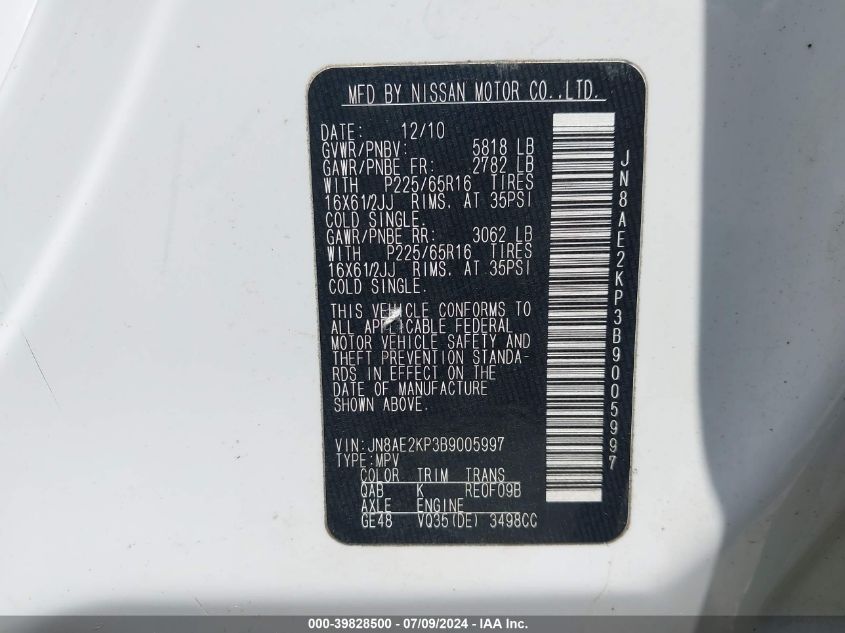 MFD BY NISSAN MOTOR CO.,LTD.
DATE: 12/10
GVWR/PNBV: 5818 LB
GAWR/PNBE FR: 2782 LB
WITH P225/65R16 TIRES
16X61/2JJ RIMS. AT 35PSI
COLD SINGLE.
GAWR/PNBE RR: 3062 LB
WITH P225/65R16 TIRES
16X61/2JJ RIMS. AT 35PSI
COLD SINGLE.
THIS VEHICLE CONFORMS TO
ALL APPLICABLE FEDERAL
MOTOR VEHICLE SAFETY AND
THEFT PREVENTION STANDA-
RDS IN EFFECT ON THE
DATE OF MANUFACTURE
SHOWN ABOVE.
VIN:JN8AE2KP3B9005997
TYPE:MPV
COLOR TRIM TRANS
QAB K RE0F09B
AXLE ENGINE
GE48 VQ35(DE) 3498CC
JN8AE2KP3B9005997
000-39828500 - 07/09/2024 - IAA Inc.